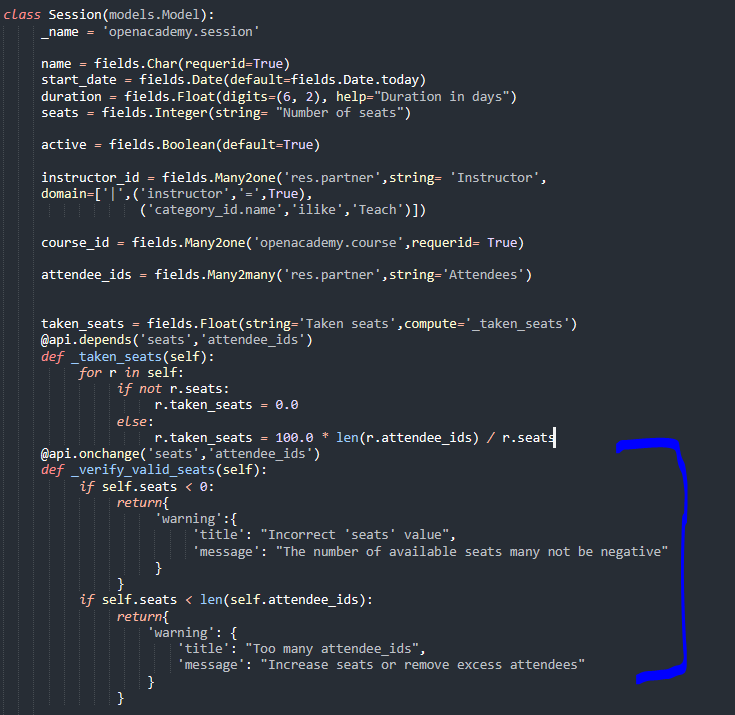 class Session(models.Model):
    _name = 'openacademy.session'

    name = fields.Char(requerid=True)
    start_date = fields.Date(default=fields.Date.today)
    duration = fields.Float(digits=(6, 2), help="Duration in days")
    seats = fields.Integer(string= "Number of seats")

    active = fields.Boolean(default=True)

    instructor_id = fields.Many2one('res.partner',string= 'Instructor',
    domain=['|',('instructor','=',True),
                ('category_id.name','ilike','Teach')])

    course_id = fields.Many2one('openacademy.course',requerid= True)

    attendee_ids = fields.Many2many('res.partner',string='Attendees')


    taken_seats = fields.Float(string='Taken seats',compute='_taken_seats')
    @api.depends('seats','attendee_ids')
    def _taken_seats(self):
        for r in self:
            if not r.seats:
                r.taken_seats = 0.0
            else:
                r.taken_seats = 100.0 * len(r.attendee_ids) / r.seats
    @api.onchange('seats','attendee_ids')
    def _verify_valid_seats(self):
        if self.seats < 0:
            return{
                'warning':{
                    'title': "Incorrect 'seats' value",
                    'message': "The number of available seats many not be negative"
                }
            }
        if self.seats < len(self.attendee_ids):
            return{
                'warning': {
                    'title': "Too many attendee_ids",
                    'message': "Increase seats or remove excess attendees"
                }
            }